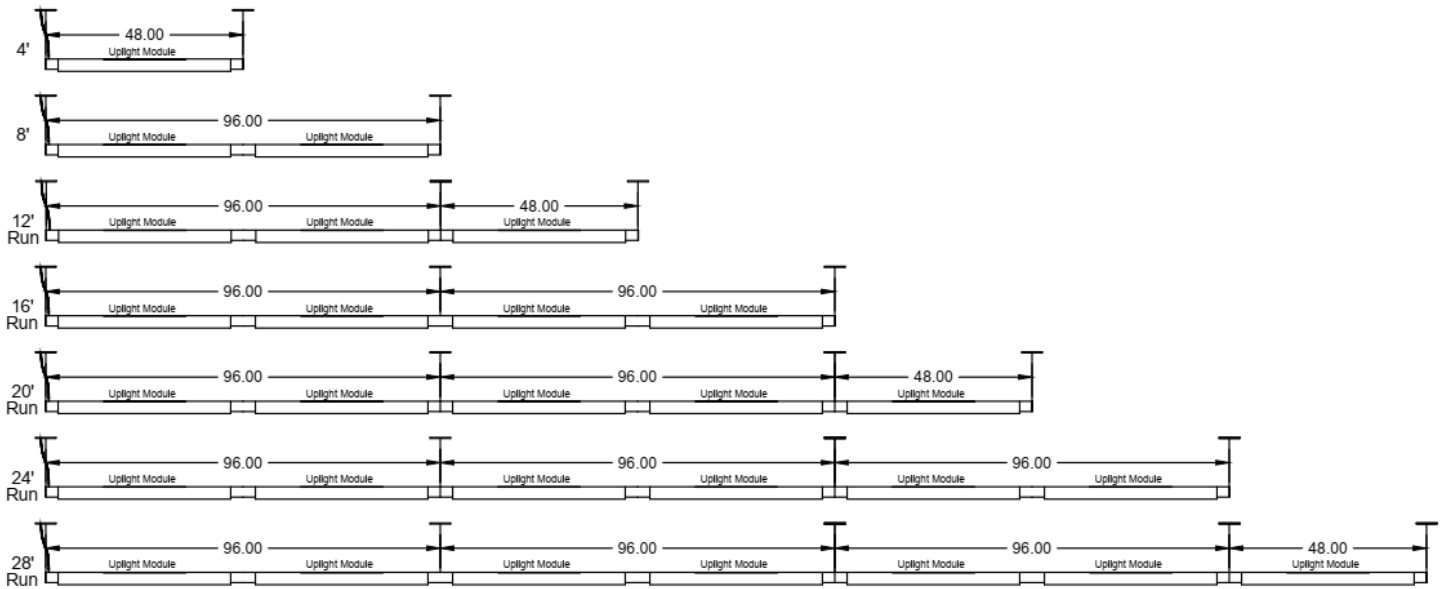 48.00
4'
Uplight Module
96.00
8'
Uplight Module Uplight Module
96.00 48.00
12'
Run
Uplight Module Uplight Module Uplight Module
96.00 96.00
16'
Run
Uplight Module Uplight Module Uplight Module Uplight Module
96.00 96.00 48.00
20'
Run
Uplight Module Uplight Module Uplight Module Uplight Module Uplight Module
96.00 96.00 96.00
24'
Run
Uplight Module Uplight Module Uplight Module Uplight Module Uplight Module Uplight Module
96.00 96.00 96.00 48.00
28'
Run
Uplight Module Uplight Module Uplight Module Uplight Module Uplight Module Uplight Module Uplight Module